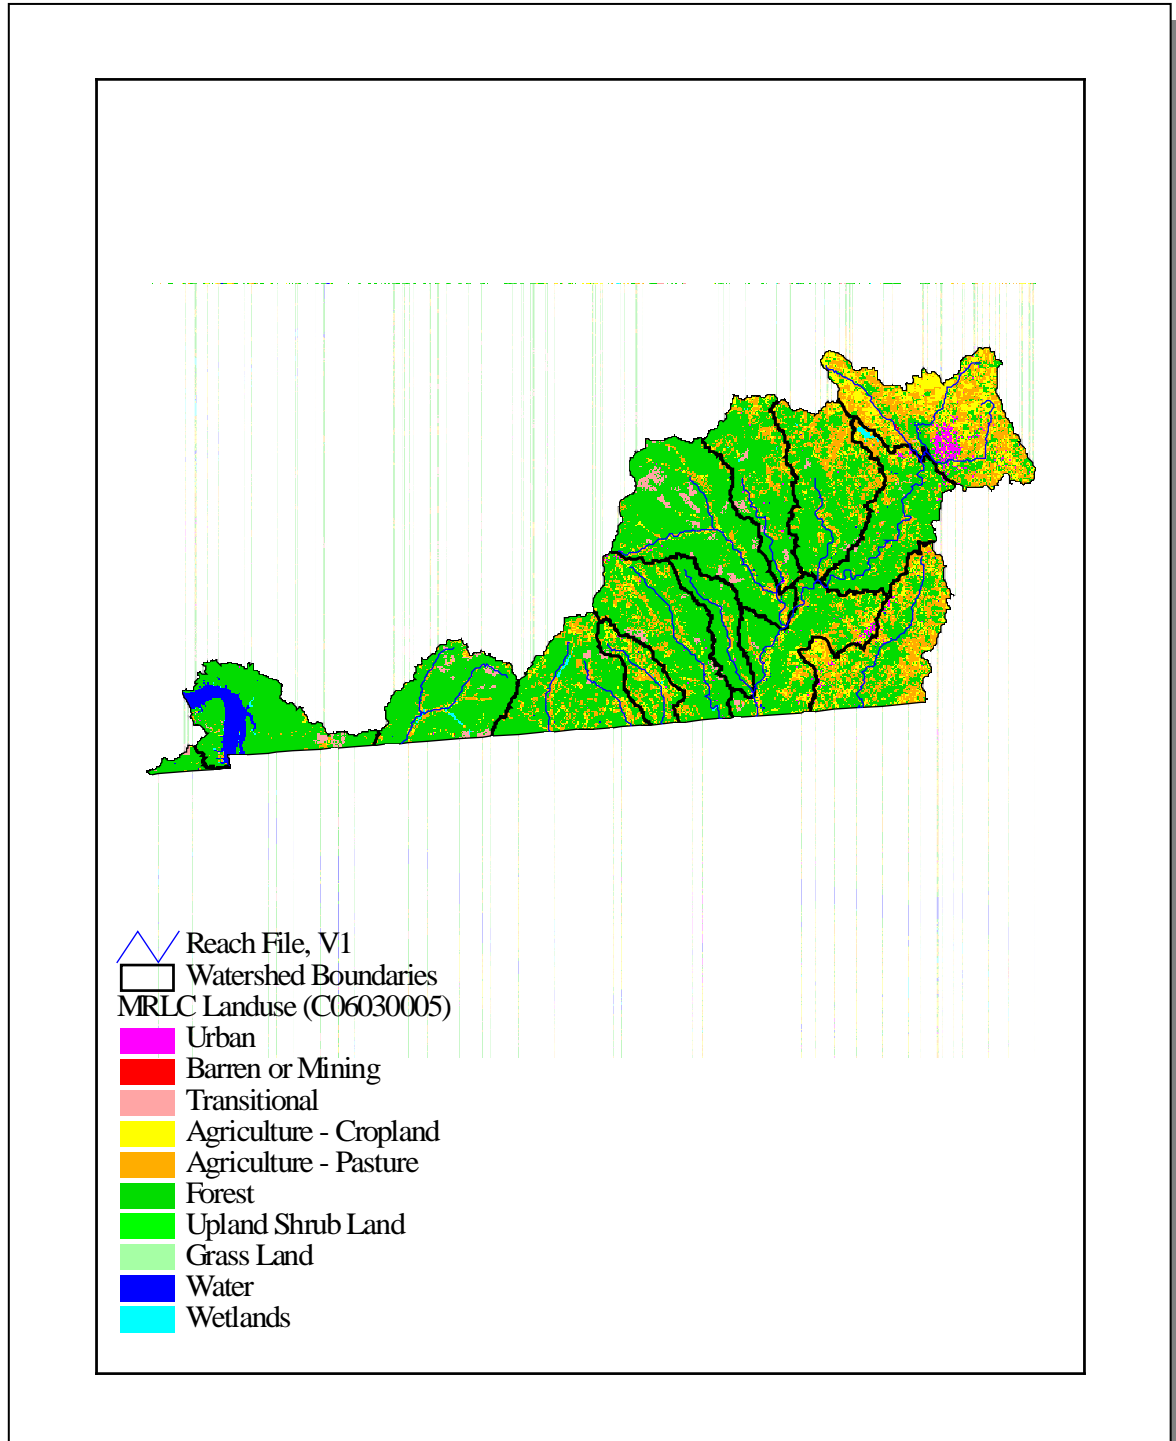 Reach File, V1
Watershed Boundaries
MRLC Landuse (C06030005)
Urban
Barren or Mining
Transitional
Agriculture - Cropland
Agriculture - Pasture
Forest
Upland Shrub Land
Grass Land
Water
Wetlands